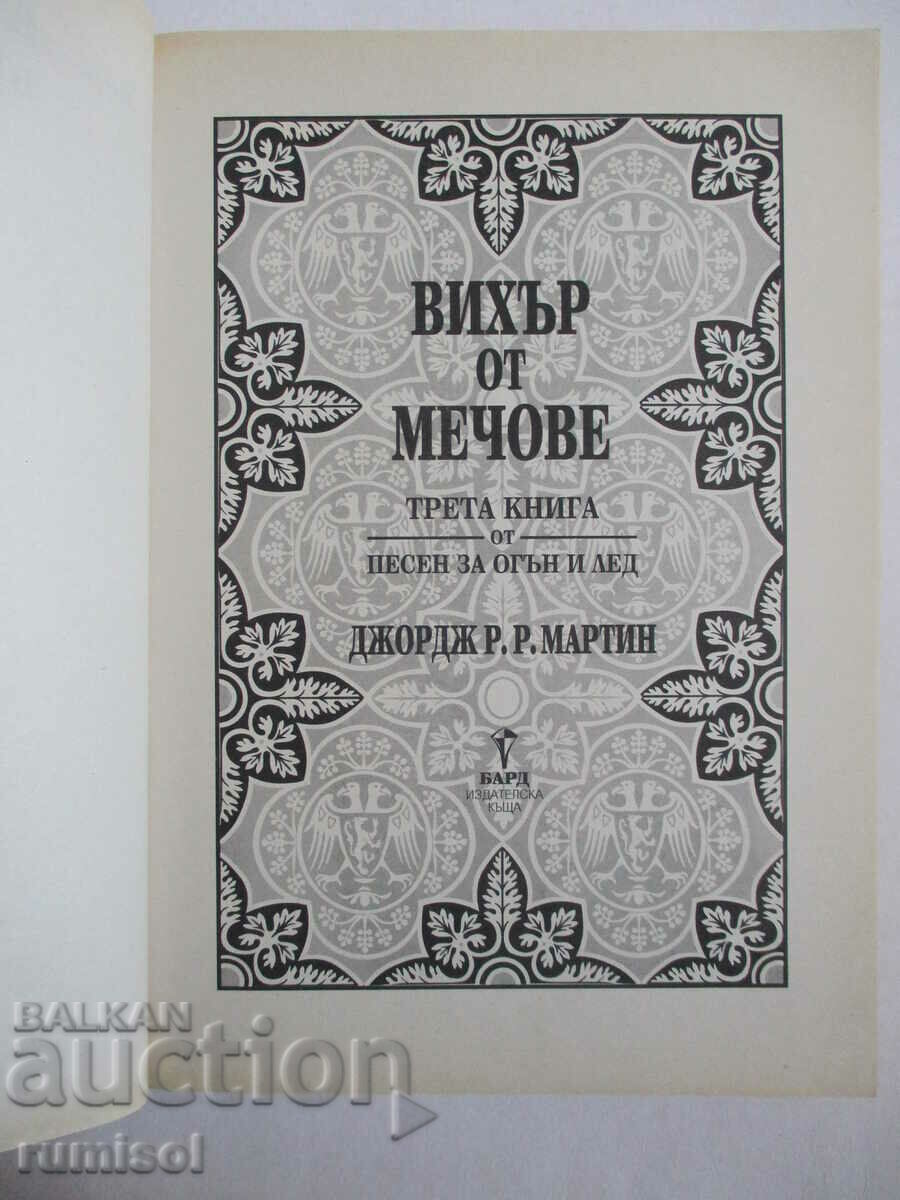 ВИХЪР
ОТ
МЕЧОВЕ
ТРЕТА КНИГА
ОТ
ПЕСЕН ЗА ОГЪН И ЛЕД
ДЖОРДЖ Р. Р. МАРТИН
БАРД
ИЗДАТЕЛСКА
КЪЩА
BALKAN
auction
rumisol